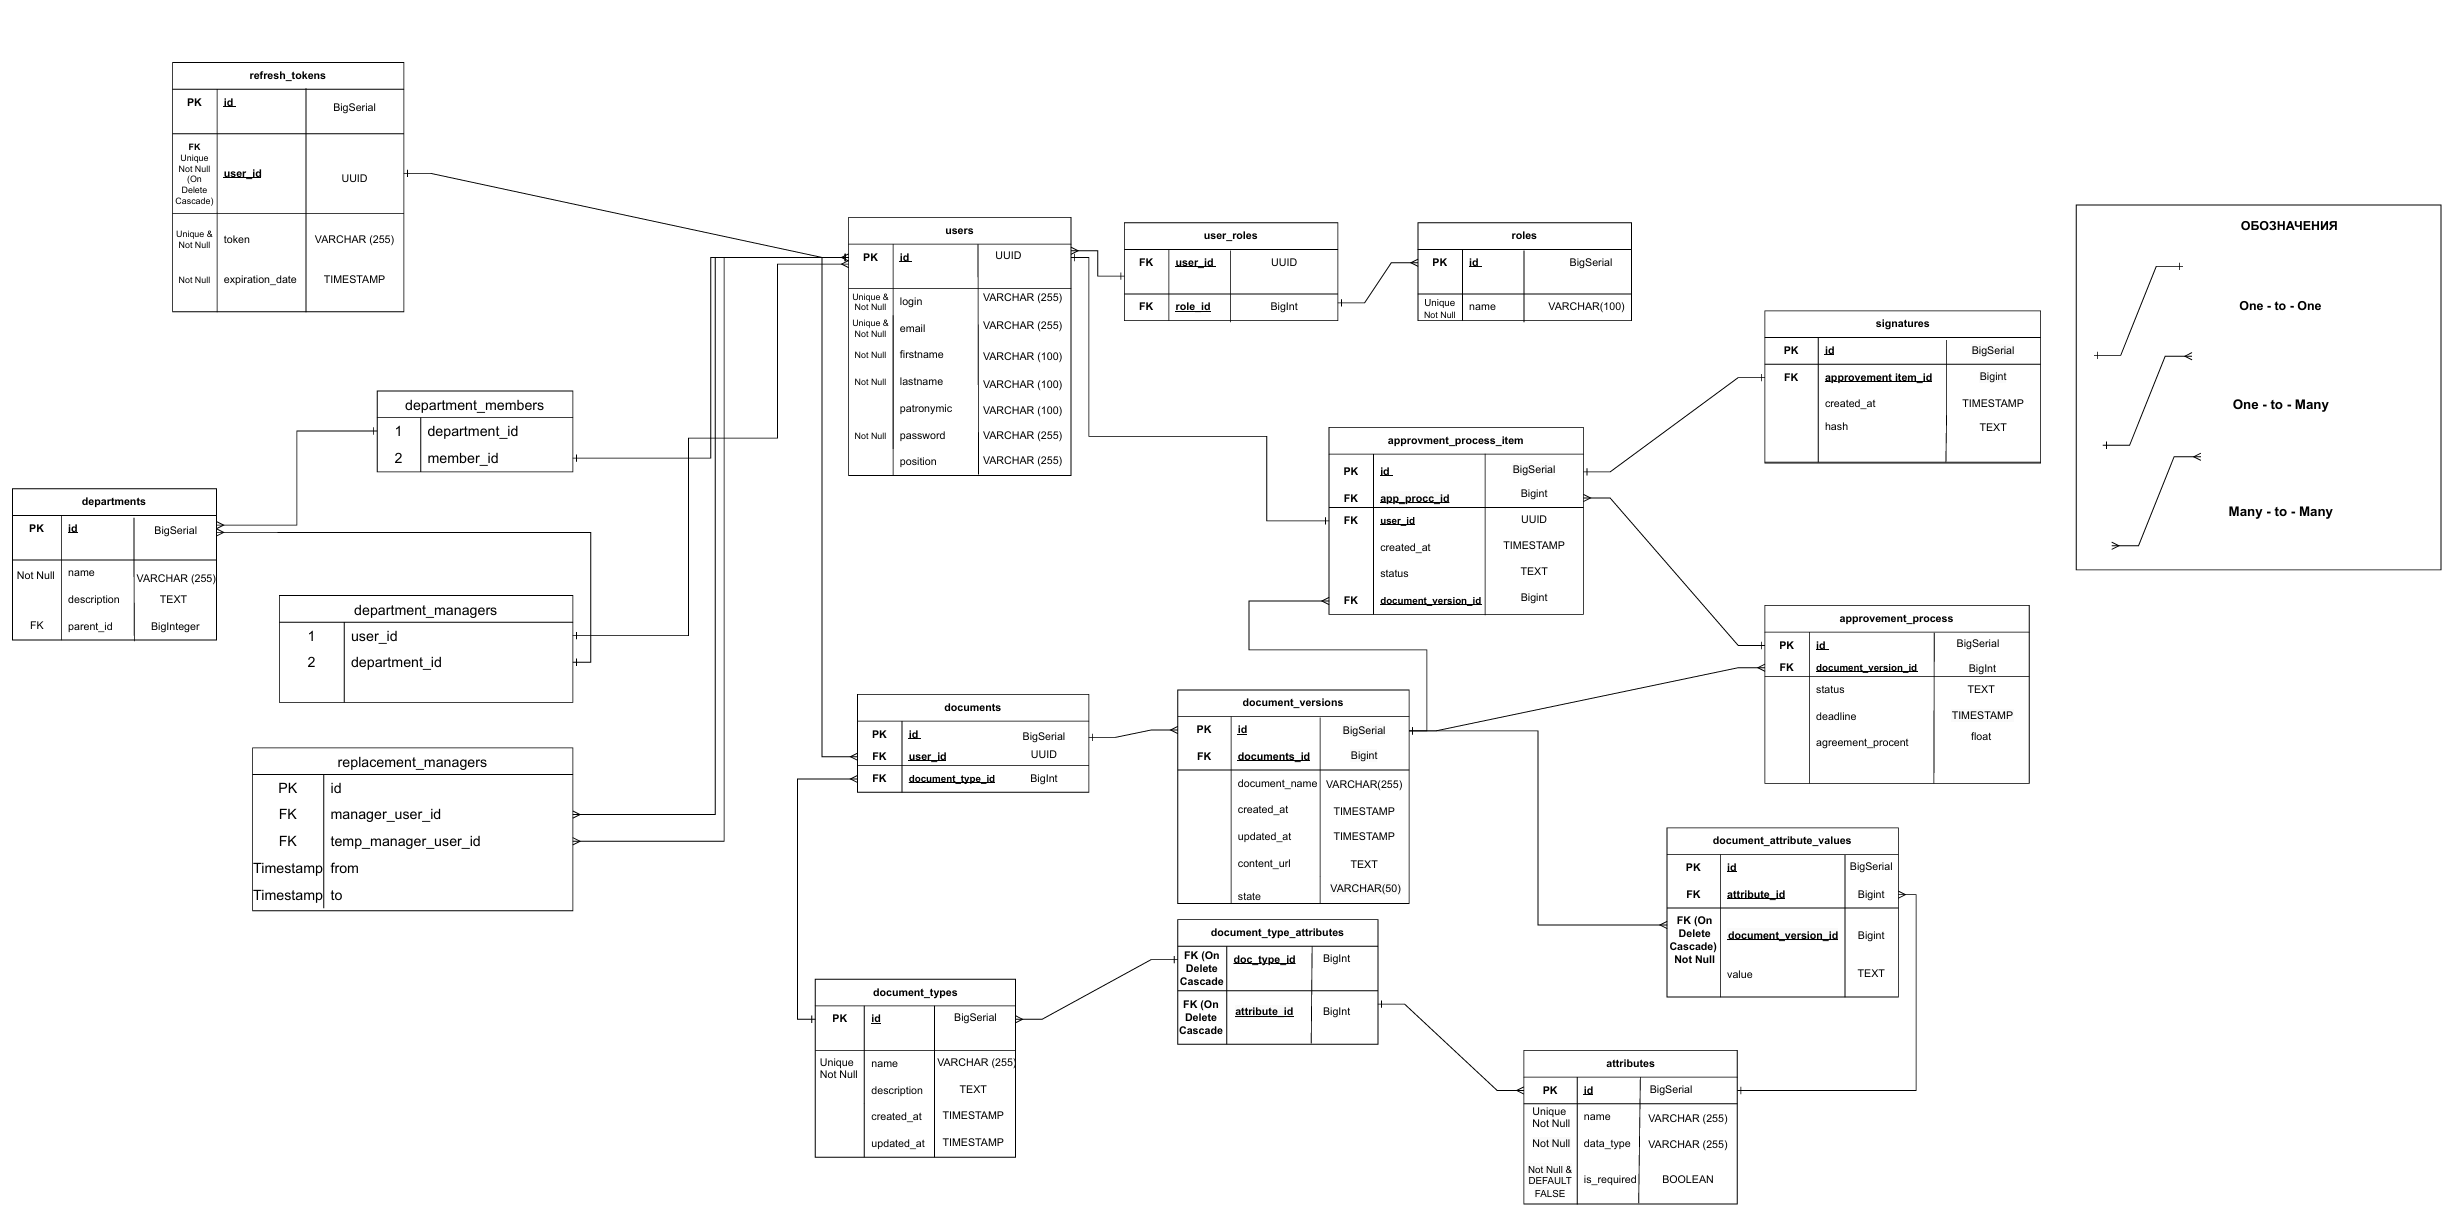 refresh_tokens
PK id BigSerial
FK
Unique
Not Null
(On
Delete
Cascade)
user_id UUID
Unique &
Not Null
token VARCHAR (255)
Not Null expiration_date TIMESTAMP
users
PK id UUID
Unique &
Not Null
login VARCHAR (255)
Unique &
Not Null
email VARCHAR (255)
Not Null firstname VARCHAR (100)
Not Null lastname VARCHAR (100)
patronymic VARCHAR (100)
Not Null password VARCHAR (255)
position VARCHAR (255)
user_roles
FK user_id UUID
FK role_id BigInt
roles
PK id BigSerial
Unique
Not Null
name VARCHAR(100)
ОБОЗНАЧЕНИЯ
One - to - One
One - to - Many
Many - to - Many
signatures
PK id BigSerial
FK approvement item_id Bigint
created_at TIMESTAMP
hash TEXT
department_members
1 department_id
2 member_id
approvment_process_item
PK id BigSerial
FK app_procc_id Bigint
FK user_id UUID
created_at TIMESTAMP
status TEXT
FK document_version_id Bigint
departments
PK id BigSerial
Not Null name VARCHAR (255)
description TEXT
FK parent_id BigInteger
department_managers
1 user_id
2 department_id
approvement_process
PK id BigSerial
FK document_version_id BigInt
status TEXT
deadline TIMESTAMP
agreement_procent float
documents
PK id BigSerial
FK user_id UUID
FK document_type_id BigInt
document_versions
PK id BigSerial
FK documents_id Bigint
document_name VARCHAR(255)
created_at TIMESTAMP
updated_at TIMESTAMP
content_url TEXT
state VARCHAR(50)
replacement_managers
PK id
FK manager_user_id
FK temp_manager_user_id
Timestamp from
Timestamp to
document_attribute_values
PK id BigSerial
FK attribute_id Bigint
FK (On
Delete
Cascade)
Not Null
document_version_id Bigint
value TEXT
document_type_attributes
FK (On
Delete
Cascade
doc_type_id BigInt
FK (On
Delete
Cascade
attribute_id BigInt
document_types
PK id BigSerial
Unique
Not Null
name VARCHAR (255)
description TEXT
created_at TIMESTAMP
updated_at TIMESTAMP
attributes
PK id BigSerial
Unique
Not Null
name VARCHAR (255)
Not Null data_type VARCHAR (255)
Not Null &
DEFAULT
FALSE
is_required BOOLEAN